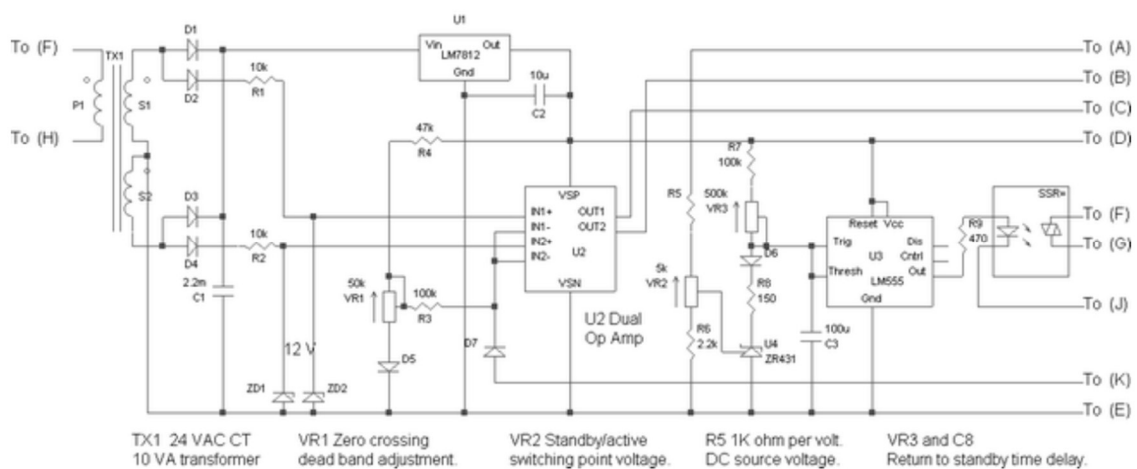 U1
To (F)
TX1
D1
Vin Out
LM7812
Gnd
To (A)
D2
10k
R1
10u
C2
To (B)
P1
S1
To (C)
To (H)
47k
R4
R7
100k
To (D)
S2
D3
VSP
IN1+ OUT1
IN1- OUT2
IN2+ U2
IN2-
VSN
R5
500k
VR3
Reset Vcc
Trig Dis
U3 Cntrl
Thresh Out
LM555
Gnd
R9
470
SSR=
To (F)
To (G)
10k
R2
D4
2.2m
C1
50k
VR1
100k
R3
5k
VR2
D6
R8
150
To (J)
U2 Dual
Op Amp
12 V
D5
D7
R6
2.2k
U4
ZR431
100u
C3
To (K)
ZD1
ZD2
To (E)
TX1 24 VAC CT
10 VA transformer
VR1 Zero crossing
dead band adjustment.
VR2 Standby/active
switching point voltage.
R5 1K ohm per volt.
DC source voltage.
VR3 and C8
Return to standby time delay.